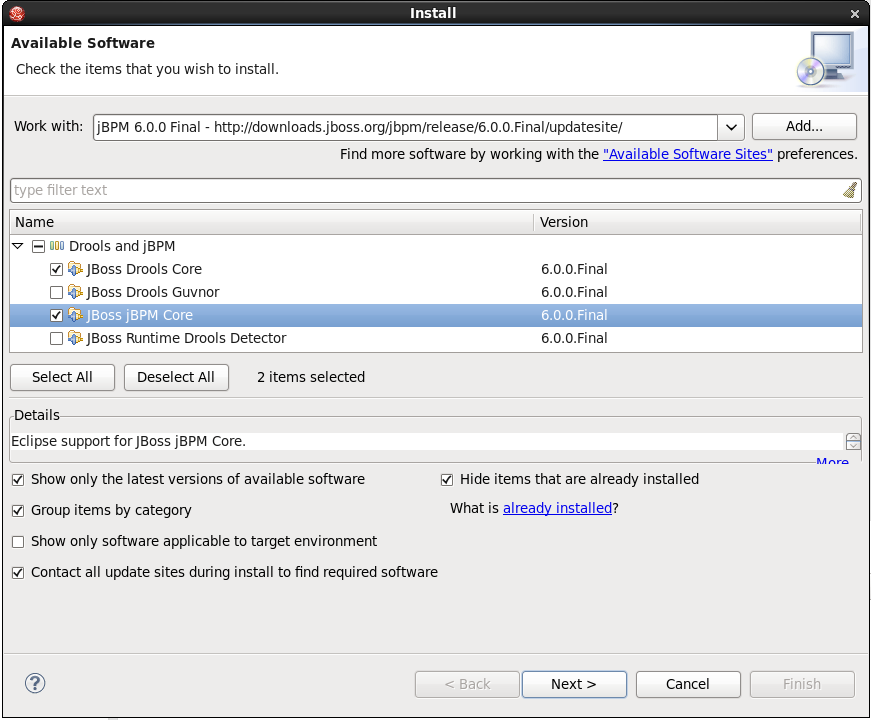 Install
Available Software
Check the items that you wish to install.
Work with: jBPM 6.0.0 Final - http://downloads.jboss.org/jbpm/release/6.0.0.Final/updatesite/ Add...
Find more software by working with the "Available Software Sites" preferences.
type filter text
Name Version
Drools and jBPM
JBoss Drools Core 6.0.0.Final
JBoss Drools Guvnor 6.0.0.Final
JBoss jBPM Core 6.0.0.Final
JBoss Runtime Drools Detector 6.0.0.Final
Select All Deselect All 2 items selected
Details
Eclipse support for JBoss jBPM Core.
More...
Show only the latest versions of available software Hide items that are already installed
Group items by category What is already installed?
Show only software applicable to target environment
Contact all update sites during install to find required software
? < Back Next > Cancel Finish